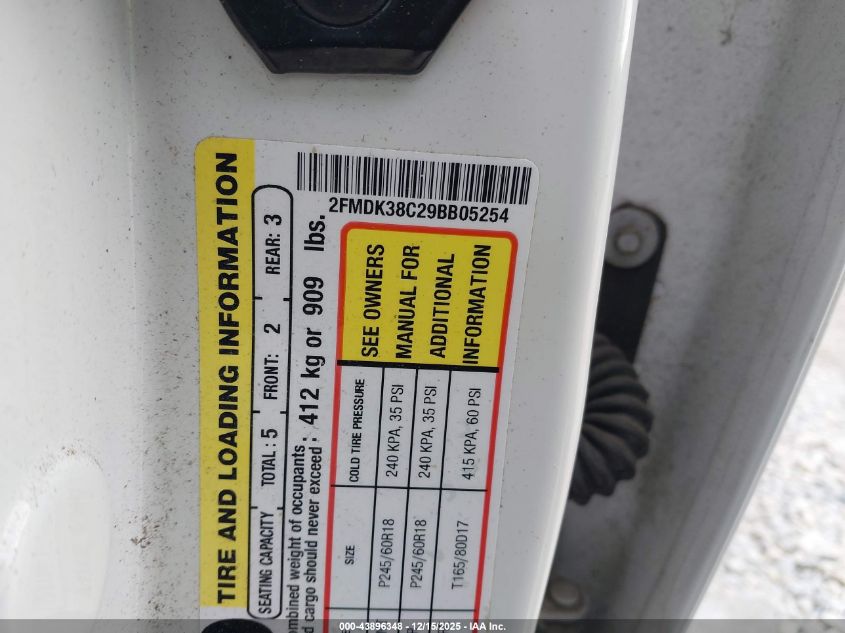 TIRE AND LOADING INFORMATION
SEATING CAPACITY TOTAL: 5 FRONT: 2 REAR: 3
ombined weight of occupants
d cargo should never exceed: 412 kg or 909 lbs.
2FMDK38C29BB05254
SIZE COLD TIRE PRESSURE
P245/60R18 240 KPA, 35 PSI
P245/60R18 240 KPA, 35 PSI
T165/80D17 415 KPA, 60 PSI
SEE OWNERS
MANUAL FOR
ADDITIONAL
INFORMATION
000-43896348 - 12/15/2025 - IAA Inc.